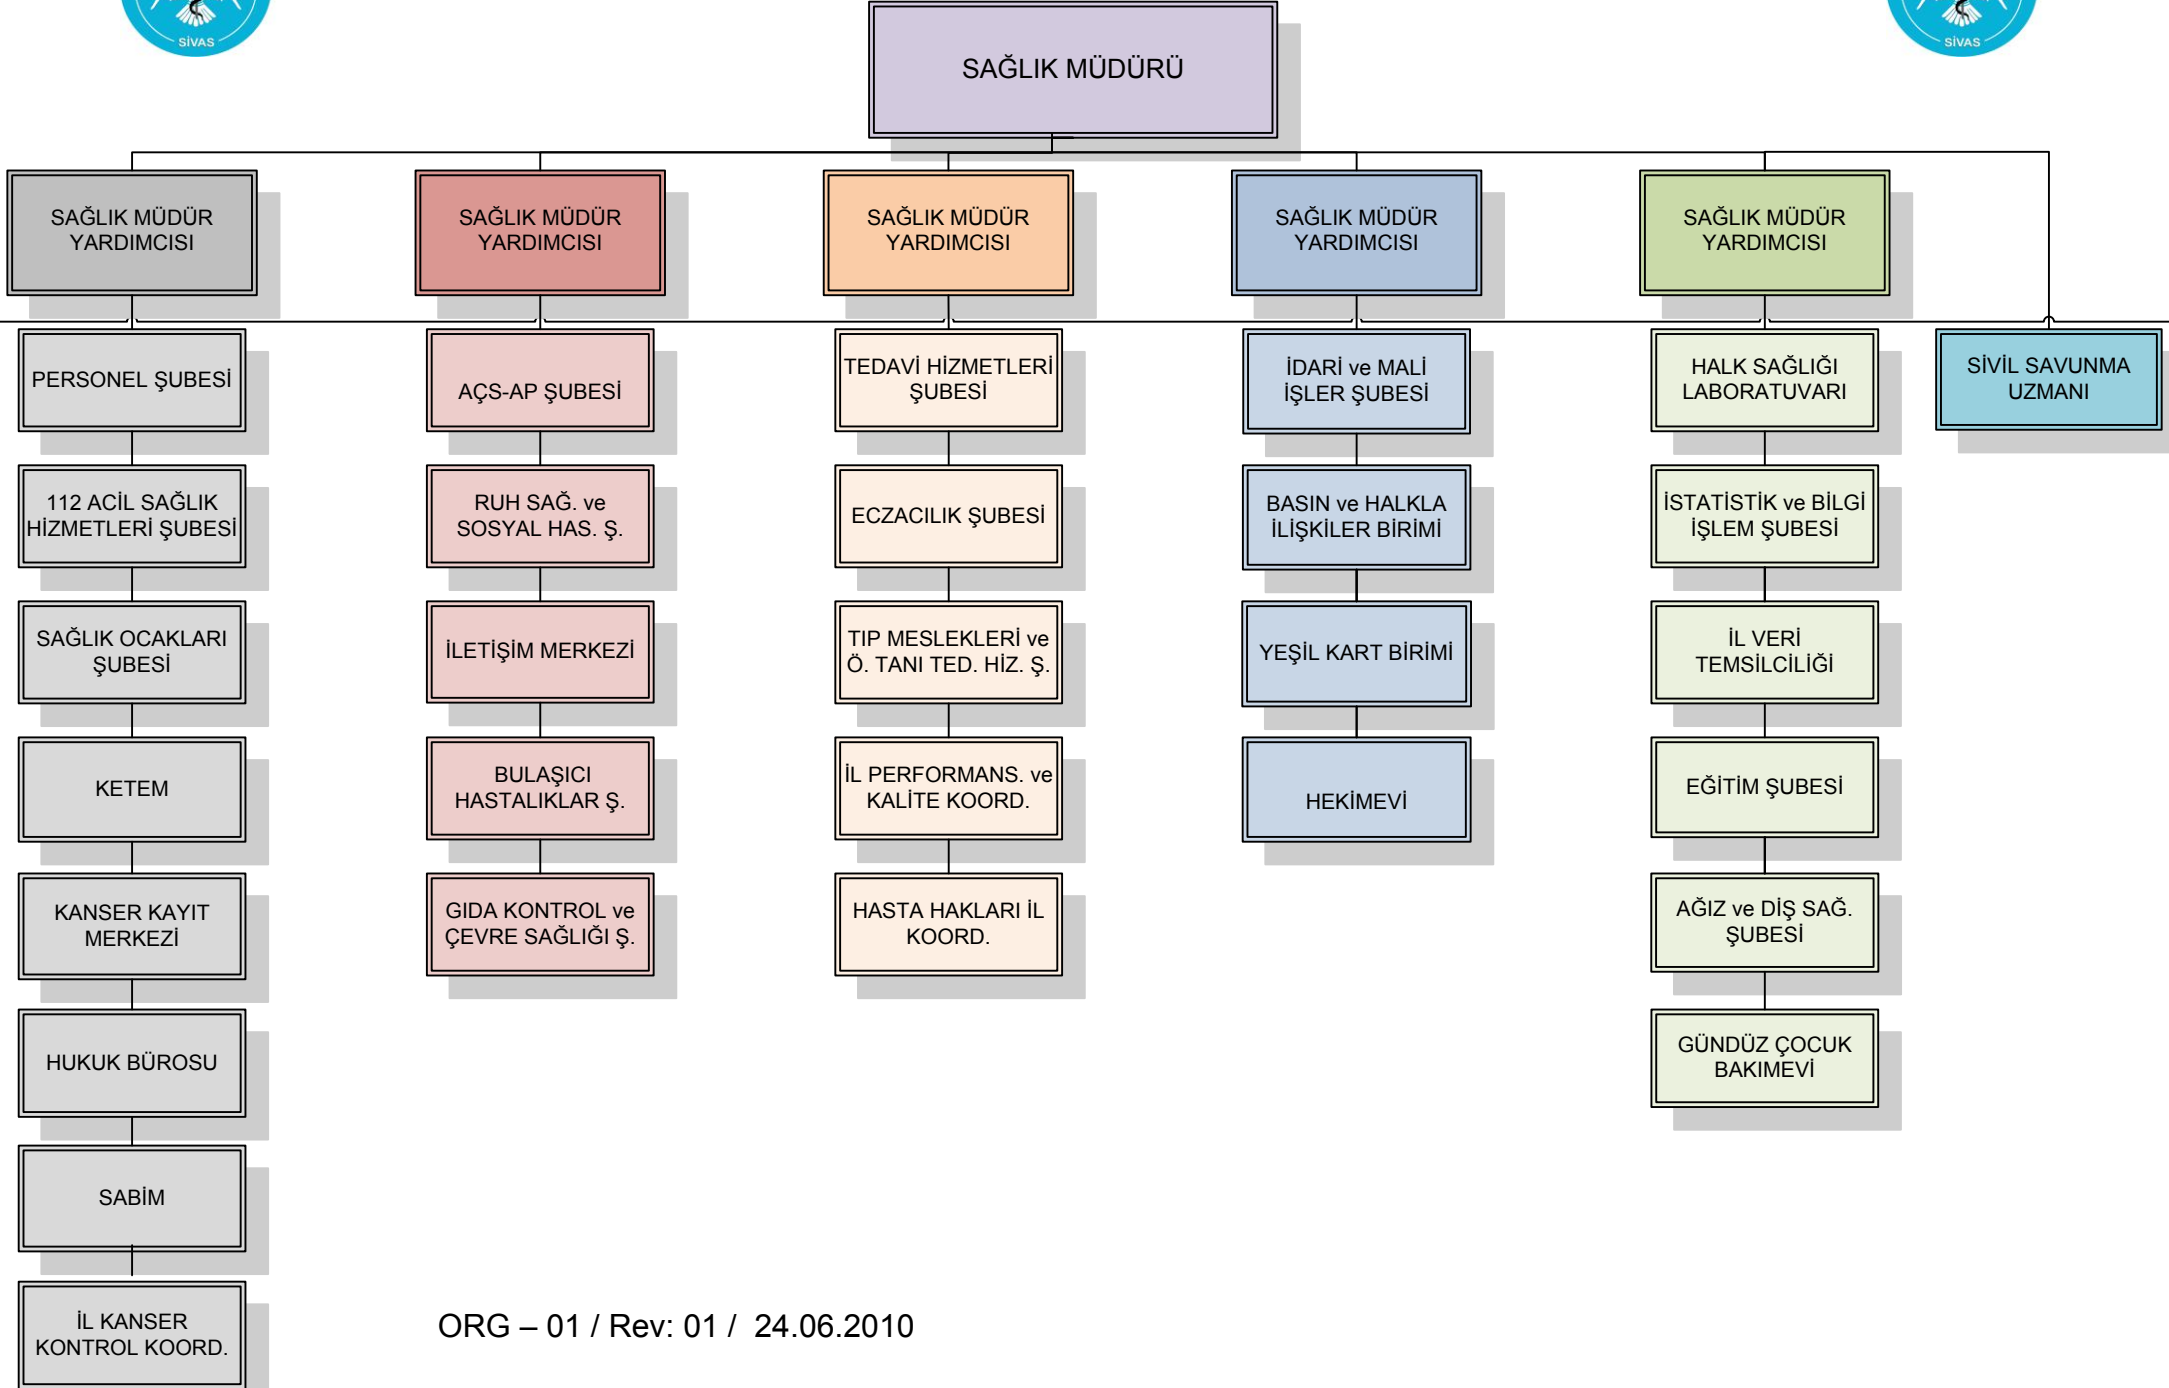 SİVAS
SİVAS
SAĞLIK MÜDÜRÜ
SAĞLIK MÜDÜR
YARDIMCISI
SAĞLIK MÜDÜR
YARDIMCISI
SAĞLIK MÜDÜR
YARDIMCISI
SAĞLIK MÜDÜR
YARDIMCISI
SAĞLIK MÜDÜR
YARDIMCISI
PERSONEL ŞUBESİ
112 ACİL SAĞLIK
HİZMETLERİ ŞUBESİ
SAĞLIK OCAKLARI
ŞUBESİ
KETEM
KANSER KAYIT
MERKEZİ
HUKUK BÜROSU
SABİM
İL KANSER
KONTROL KOORD.
AÇS-AP ŞUBESİ
RUH SAĞ. ve
SOSYAL HAS. Ş.
İLETİŞİM MERKEZİ
BULAŞICI
HASTALIKLAR Ş.
GIDA KONTROL ve
ÇEVRE SAĞLIĞI Ş.
TEDAVİ HİZMETLERİ
ŞUBESİ
ECZACILIK ŞUBESİ
TIP MESLEKLERİ ve
Ö. TANI TED. HİZ. Ş.
İL PERFORMANS. ve
KALİTE KOORD.
HASTA HAKLARI İL
KOORD.
İDARİ ve MALİ
İŞLER ŞUBESİ
BASIN ve HALKLA
İLİŞKİLER BİRİMİ
YEŞİL KART BİRİMİ
HEKİMEVİ
HALK SAĞLIĞI
LABORATUVARI
İSTATİSTİK ve BİLGİ
İŞLEM ŞUBESİ
İL VERİ
TEMSİLCİLİĞİ
EĞİTİM ŞUBESİ
AĞIZ ve DİŞ SAĞ.
ŞUBESİ
GÜNDÜZ ÇOCUK
BAKIMEVİ
SİVİL SAVUNMA
UZMANI
ORG – 01 / Rev: 01 / 24.06.2010